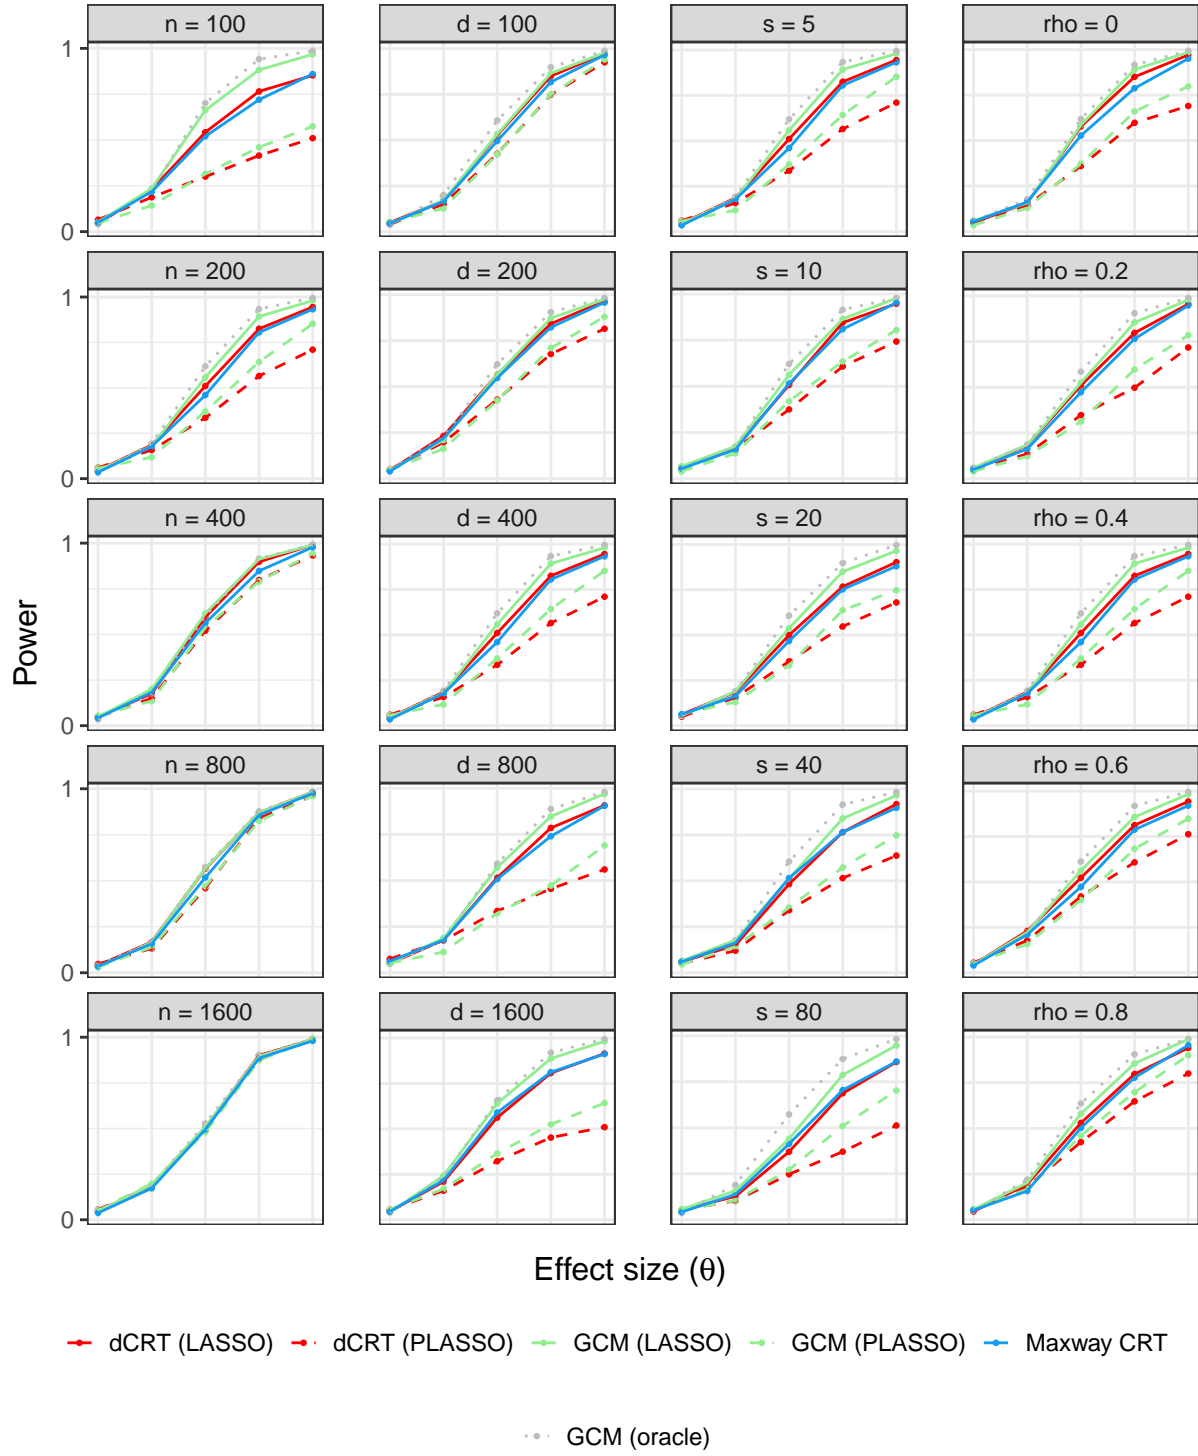 n = 100 d = 100 s = 5 rho = 0
1
0
n = 200 d = 200 s = 10 rho = 0.2
1
0
n = 400 d = 400 s = 20 rho = 0.4
1
0
Power
n = 800 d = 800 s = 40 rho = 0.6
1
0
n = 1600 d = 1600 s = 80 rho = 0.8
1
0
Effect size (θ)
dCRT (LASSO) dCRT (PLASSO) GCM (LASSO) GCM (PLASSO) Maxway CRT
GCM (oracle)